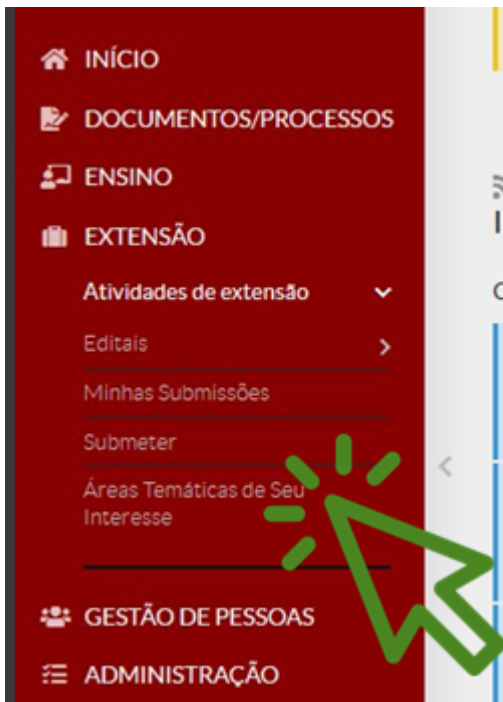 INÍCIO
DOCUMENTOS/PROCESSOS
ENSINO
EXTENSÃO
Atividades de extensão
Editais
Minhas Submissões
Submeter
Áreas Temáticas de Seu
Interesse
GESTÃO DE PESSOAS
ADMINISTRAÇÃO